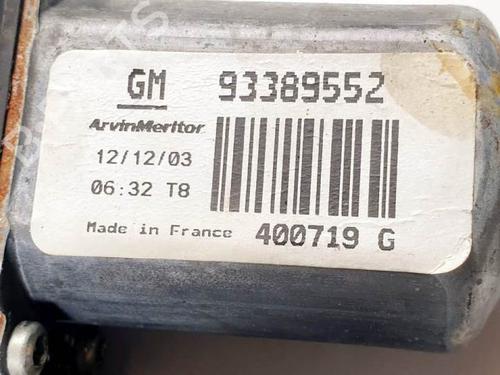 GM 93389552
ArvinMeritor
12/12/03
06:32 T8
Made in France 400719 G